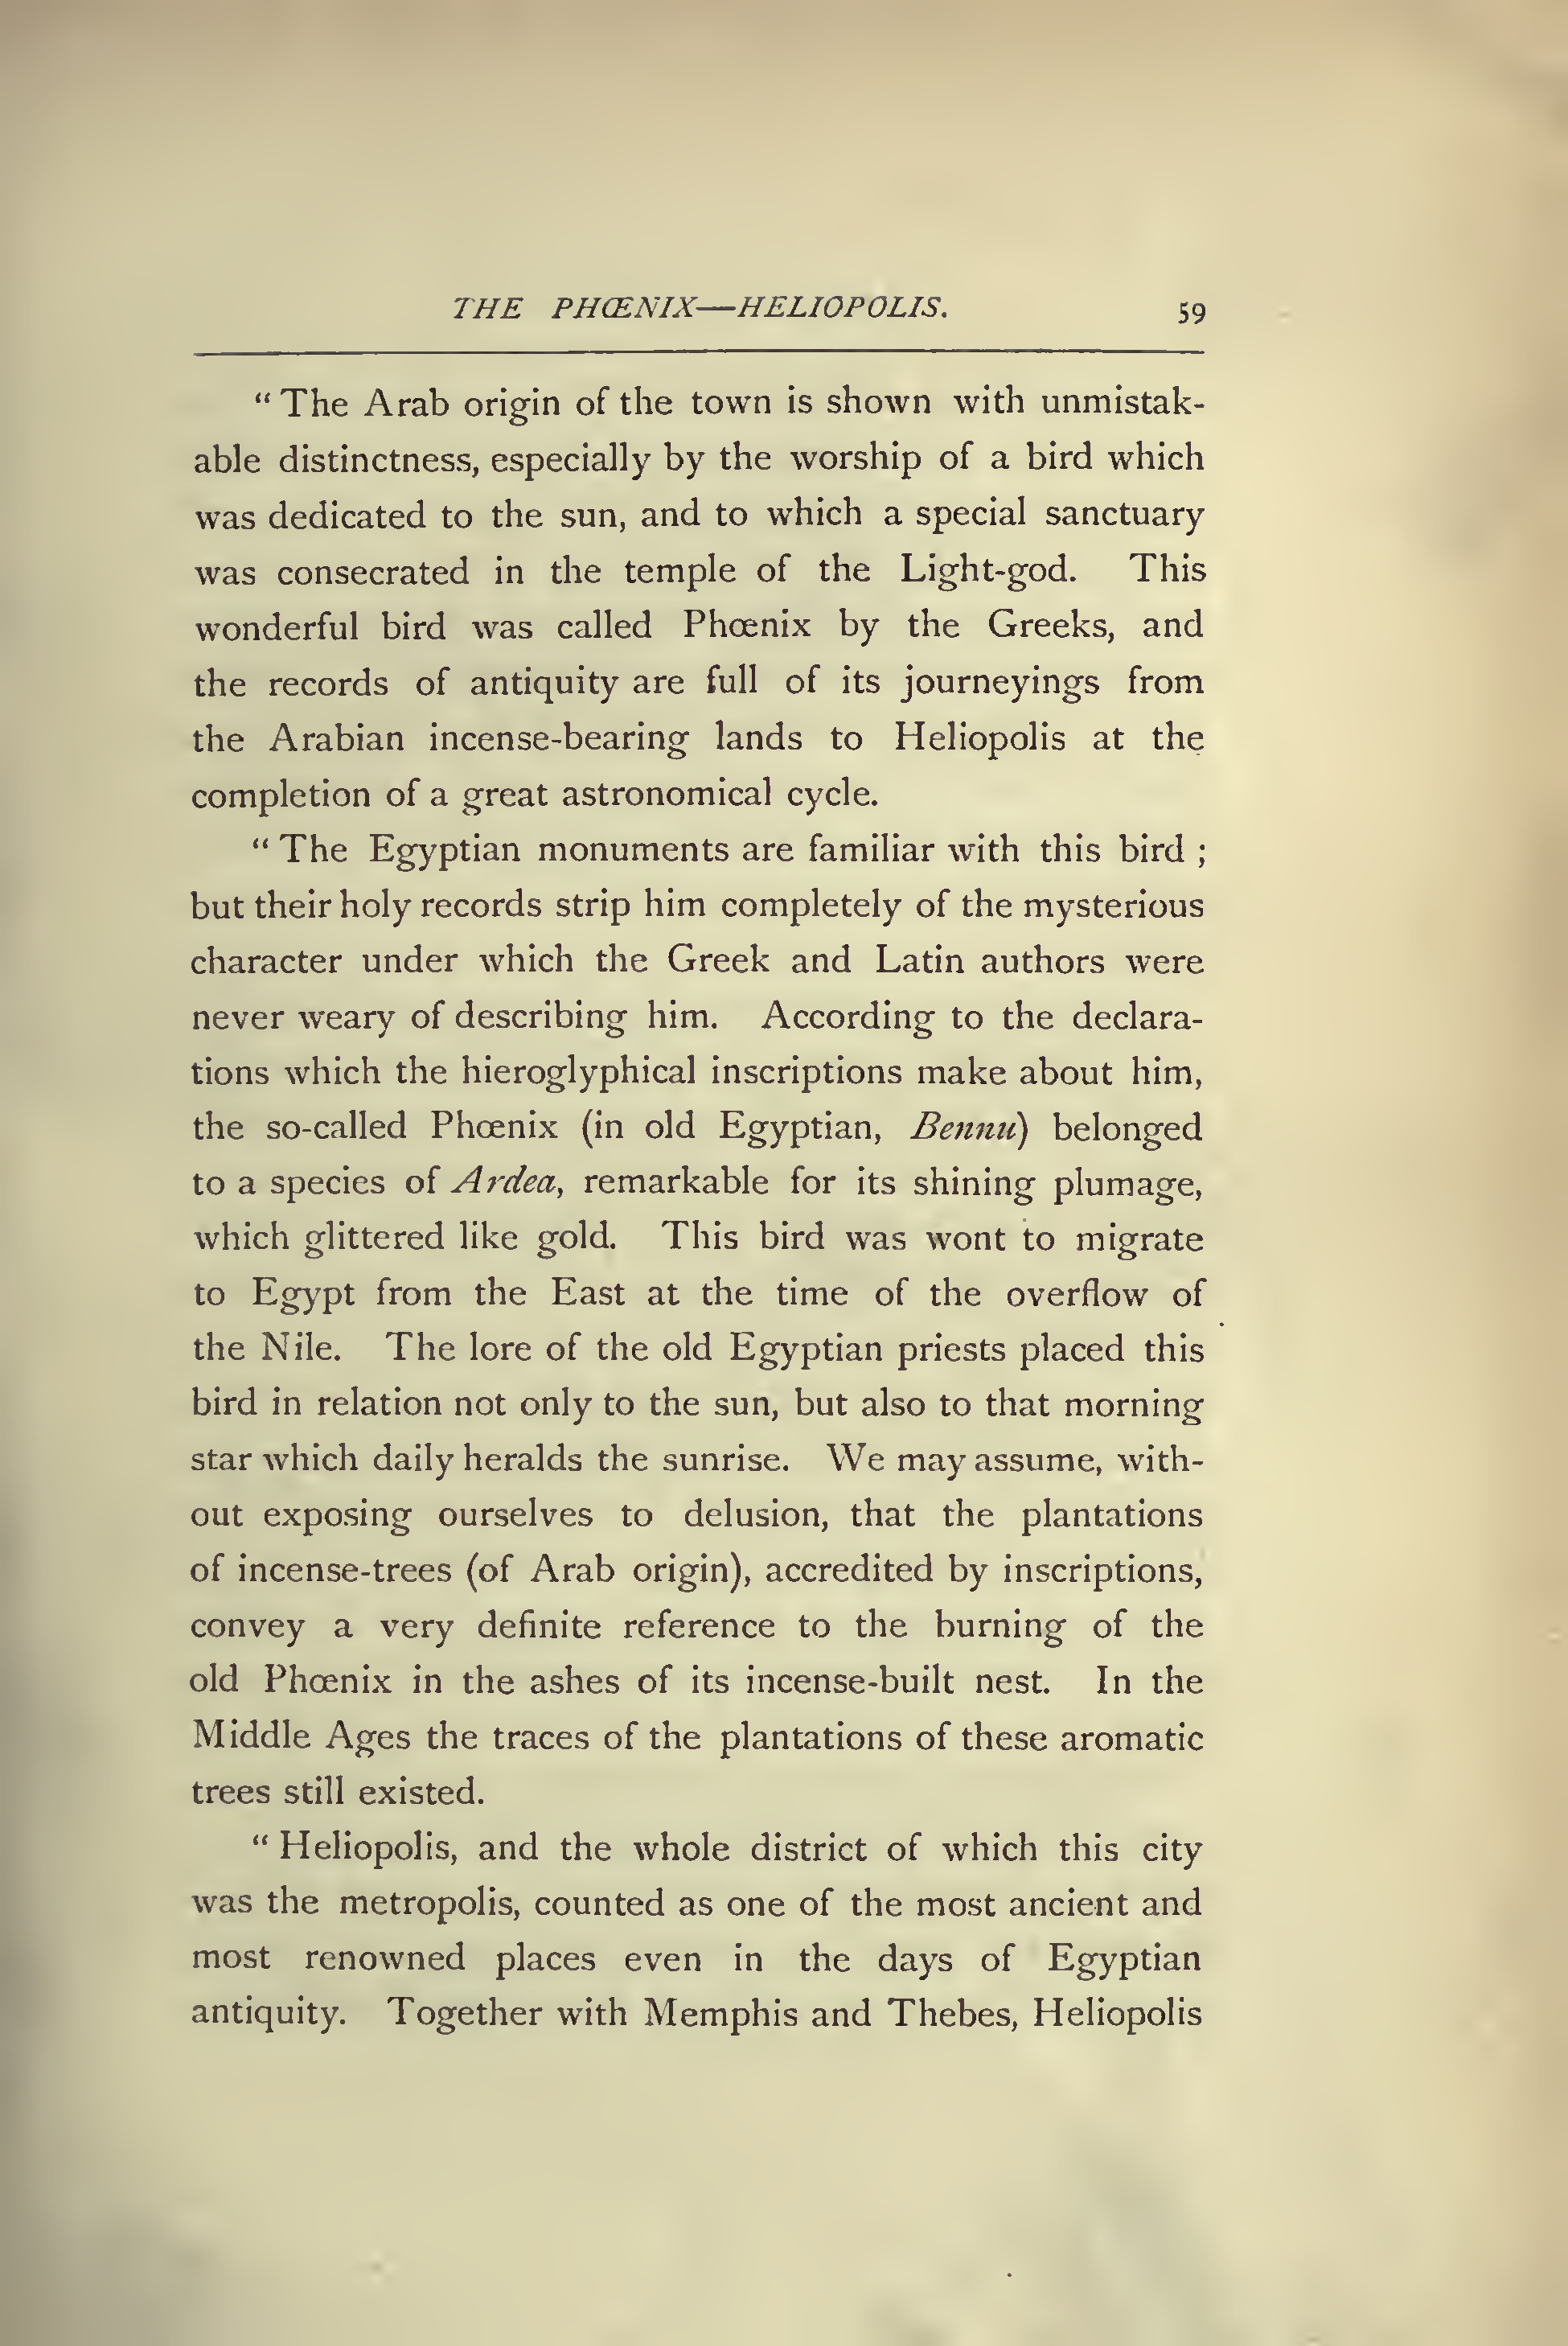 THE PHŒNIX—HELIOPOLIS. 59
“ The Arab origin of the town is shown with unmistak-
able distinctness, especially by the worship of a bird which
was dedicated to the sun, and to which a special sanctuary
was consecrated in the temple of the Light-god. This
wonderful bird was called Phœnix by the Greeks, and
the records of antiquity are full of its journeyings from
the Arabian incense-bearing lands to Heliopolis at the
completion of a great astronomical cycle.
“ The Egyptian monuments are familiar with this bird ;
but their holy records strip him completely of the mysterious
character under which the Greek and Latin authors were
never weary of describing him. According to the declara-
tions which the hieroglyphical inscriptions make about him,
the so-called Phœnix (in old Egyptian, Bennu) belonged
to a species of Ardea, remarkable for its shining plumage,
which glittered like gold. This bird was wont to migrate
to Egypt from the East at the time of the overflow of
the Nile. The lore of the old Egyptian priests placed this
bird in relation not only to the sun, but also to that morning
star which daily heralds the sunrise. We may assume, with-
out exposing ourselves to delusion, that the plantations
of incense-trees (of Arab origin), accredited by inscriptions,
convey a very definite reference to the burning of the
old Phœnix in the ashes of its incense-built nest. In the
Middle Ages the traces of the plantations of these aromatic
trees still existed.
“ Heliopolis, and the whole district of which this city
was the metropolis, counted as one of the most ancient and
most renowned places even in the days of Egyptian
antiquity. Together with Memphis and Thebes, Heliopolis